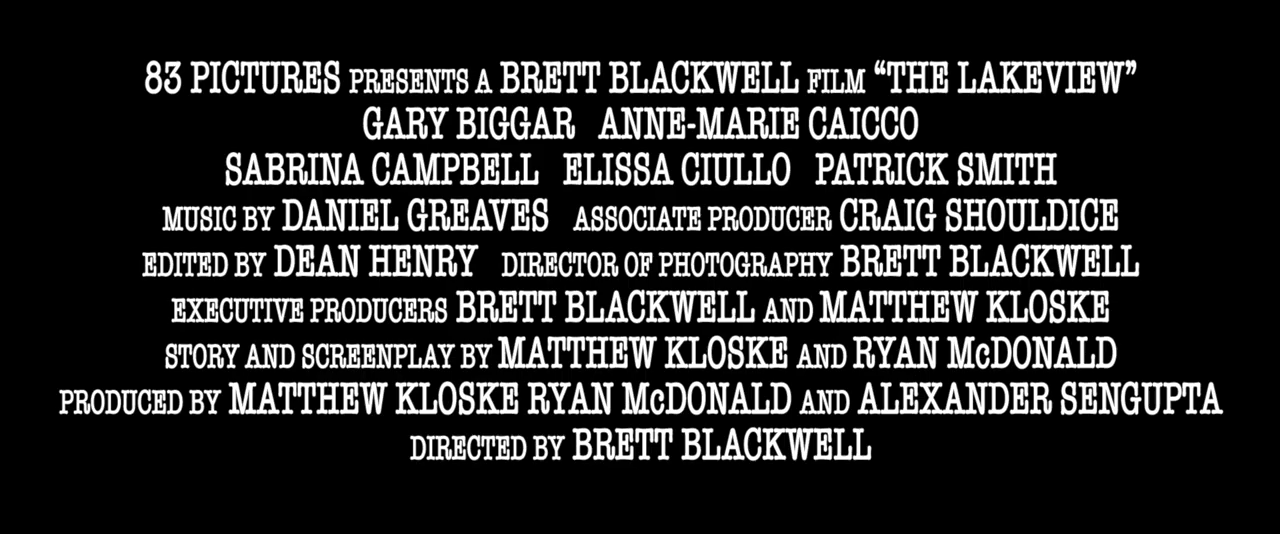 83 PICTURES PRESENTS A BRETT BLACKWELL FILM “THE LAKEVIEW”
GARY BIGGAR ANNE-MARIE CAICCO
SABRINA CAMPBELL ELISSA CIULLO PATRICK SMITH
MUSIC BY DANIEL GREAVES ASSOCIATE PRODUCER CRAIG SHOULDICE
EDITED BY DEAN HENRY DIRECTOR OF PHOTOGRAPHY BRETT BLACKWELL
EXECUTIVE PRODUCERS BRETT BLACKWELL AND MATTHEW KLOSKE
STORY AND SCREENPLAY BY MATTHEW KLOSKE AND RYAN McDONALD
PRODUCED BY MATTHEW KLOSKE RYAN McDONALD AND ALEXANDER SENGUPTA
DIRECTED BY BRETT BLACKWELL